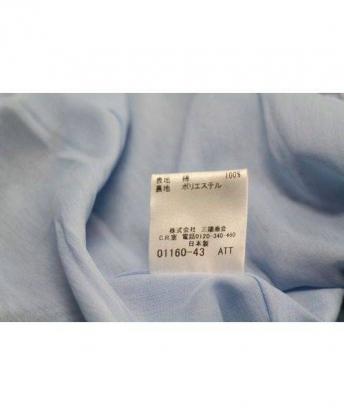 表地 綿 100%
裏地 ポリエステル
株式会社 三陽商会
C.R.室 電話0120-340-460
日本製
01160-43 ATT